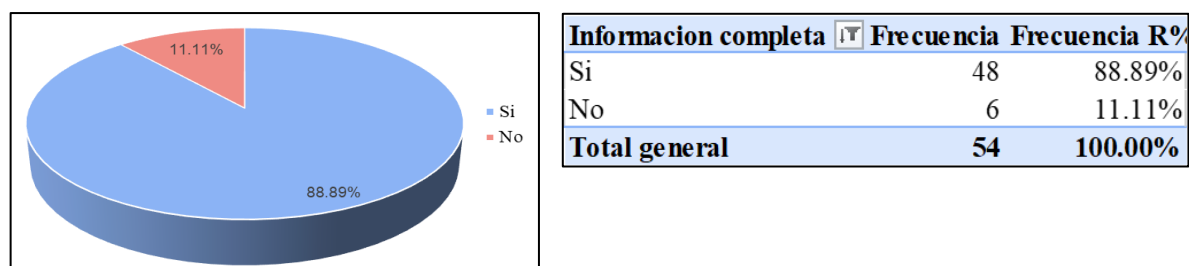 11.11%
88.89%
Si
No
Informacion completa Frecuencia Frecuencia R%
Si 48 88.89%
No 6 11.11%
Total general 54 100.00%